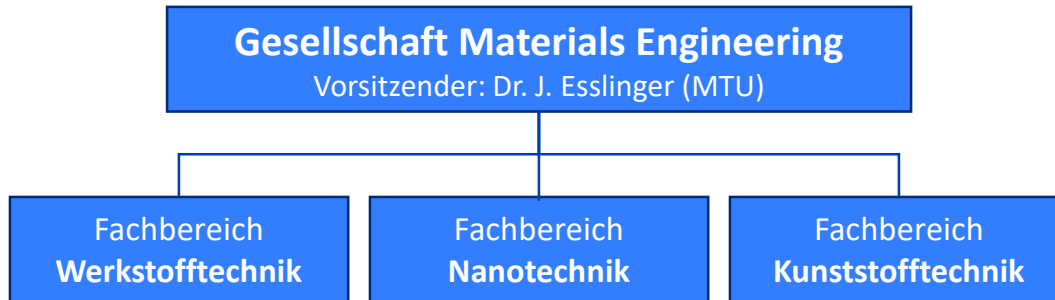 Gesellschaft Materials Engineering
Vorsitzender: Dr. J. Esslinger (MTU)
Fachbereich
Werkstofftechnik
Fachbereich
Nanotechnik
Fachbereich
Kunststofftechnik